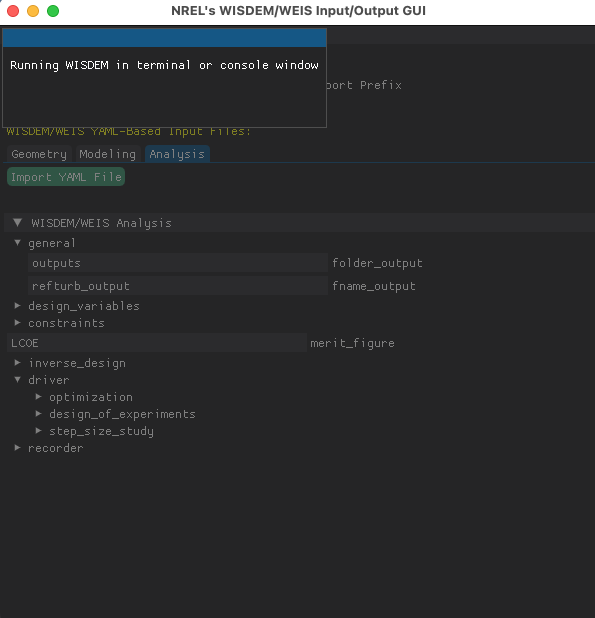 NREL's WISDEM/WEIS Input/Output GUI
Running WISDEM in terminal or console window
port Prefix
WISDEM/WEIS YAML-Based Input Files:
Geometry Modeling Analysis
Import YAML File
WISDEM/WEIS Analysis
general
outputs folder_output
refturb_output fname_output
design_variables
constraints
LCOE merit_figure
inverse_design
driver
optimization
design_of_experiments
step_size_study
recorder